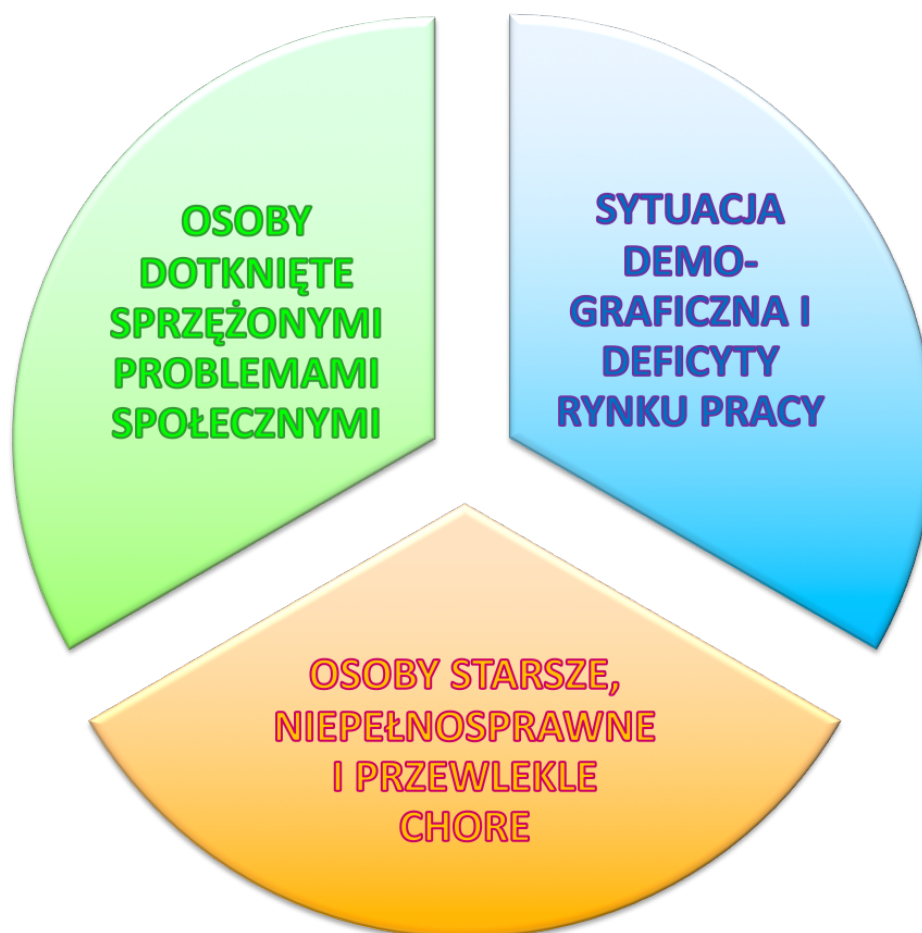 OSOBY
DOTKNIĘTE
SPRZĘŻONYMI
PROBLEMAMI
SPOŁECZNYMI
SYTUACJA
DEMO-
GRAFICZNA I
DEFICYTY
RYNKU PRACY
OSOBY STARSZE,
NIEPEŁNOSPRAWNE
I PRZEWLEKLE
CHORE